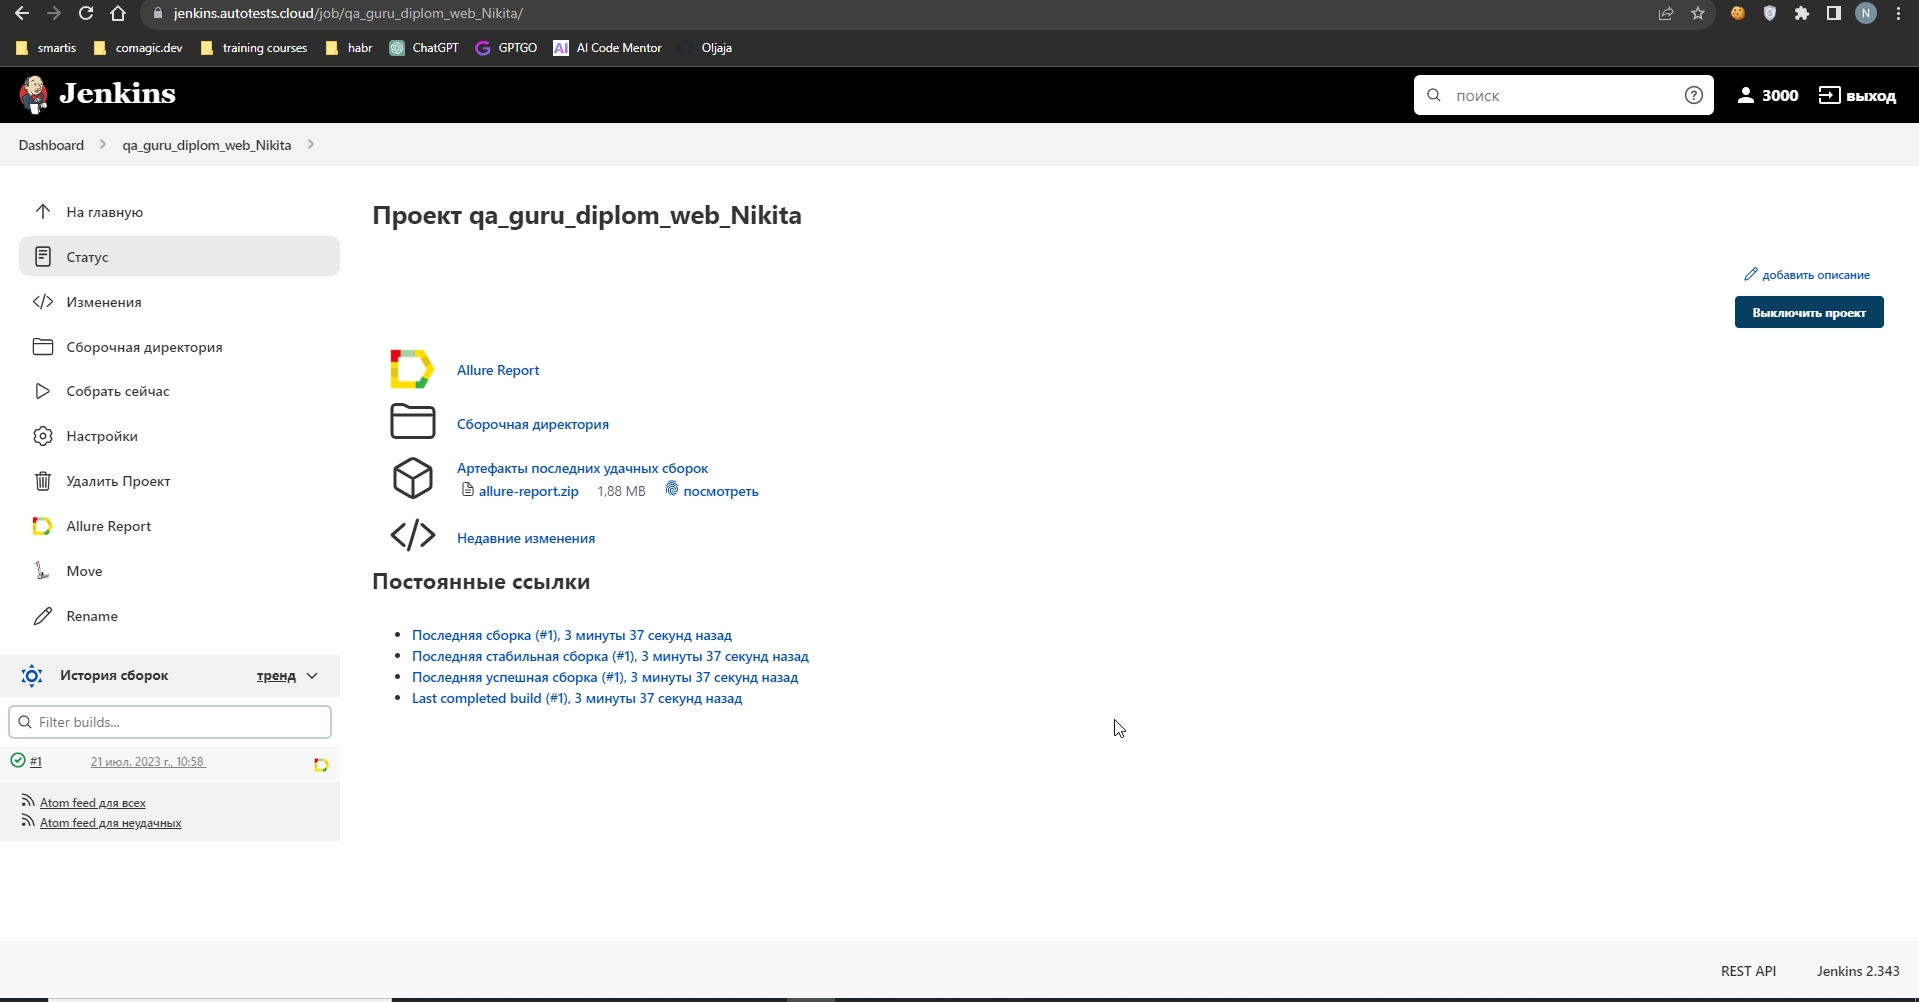 jenkins.autotests.cloud/job/qa_guru_diplom_web_Nikita/
N
smartis
comagic.dev
training courses
habr
ChatGPT
GPTGO
AI
AI Code Mentor
Oljaja
Jenkins
поиск
3000
выход
Dashboard
qa_guru_diplom_web_Nikita
На главную
Статус
Изменения
Сборочная директория
Собрать сейчас
Настройки
Удалить Проект
Allure Report
Move
Rename
История сборок
тренд
Filter builds...
#1
21 июл. 2023 г., 10:58
Atom feed для всех
Atom feed для неудачных
Проект qa_guru_diplom_web_Nikita
добавить описание
Выключить проект
Allure Report
Сборочная директория
Артефакты последних удачных сборок
allure-report.zip 1,88 MB посмотреть
Недавние изменения
Постоянные ссылки
Последняя сборка (#1), 3 минуты 37 секунд назад
Последняя стабильная сборка (#1), 3 минуты 37 секунд назад
Последняя успешная сборка (#1), 3 минуты 37 секунд назад
Last completed build (#1), 3 минуты 37 секунд назад
REST API
Jenkins 2.343